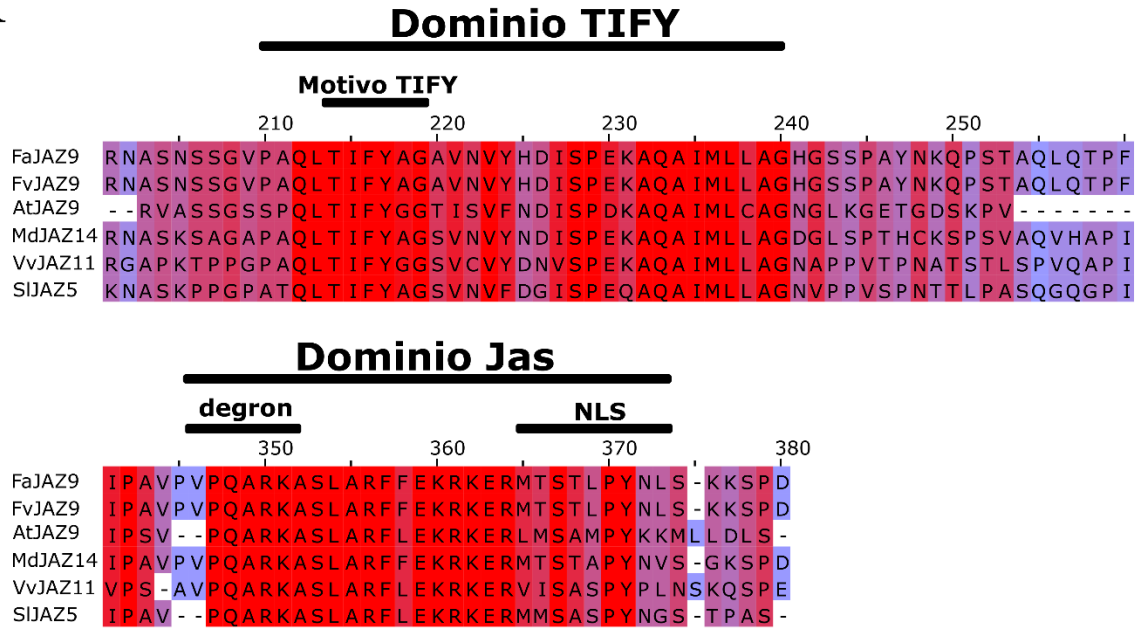 Dominio TIFY
Motivo TIFY
210 220 230 240 250
FaJAZ9 RNASNSSGVPAQLTIFYAGAVNVYHDISPEKAQAIMLLAGHGSSPAYNKQPSTAQLQTPF
FvJAZ9 RNASNSSGVPAQLTIFYAGAVNVYHDISPEKAQAIMLLAGHGSSPAYNKQPSTAQLQTPF
AtJAZ9 --RVASSGSSPQLTIFYGGTISVFNDISPDKAQAIMLCAGNGLKGETGDSKPV-------
MdJAZ14 RNASKSAGAPAQLTIFYAGSVNVYNDISPEKAQAIMLLAGDGLSPTHCKSPSVAQVHAPI
VvJAZ11 RGAPKTPPGPAQLTIFYGGSVCVYDNVSPEKAQAIMLLAGNAPPVTPNATSTLSPVQAPI
SlJAZ5 KNASKPPGPATQLTIFYAGSVNVFDGISPEQAQAIMLLAGNVPPVSPNTTLPASQGQGPI
Dominio Jas
degron NLS
350 360 370 380
FaJAZ9 IPAVPVPQARKASLARFFEKRKERMTSTLPYNLS-KKSPD
FvJAZ9 IPAVPVPQARKASLARFFEKRKERMTSTLPYNLS-KKSPD
AtJAZ9 IPSV--PQARKASLARFLEKRKERLMSAMPYKKMLLDLS-
MdJAZ14 IPAVPVPQARKASLARFFEKRKERMTSTAPYNVS-GKSPD
VvJAZ11 VPS-AVPQARKASLARFLEKRKERVISASPYPLNSKQSPE
SlJAZ5 IPAV--PQARKASLARFLEKRKERMMSASPYNGS-TPAS-